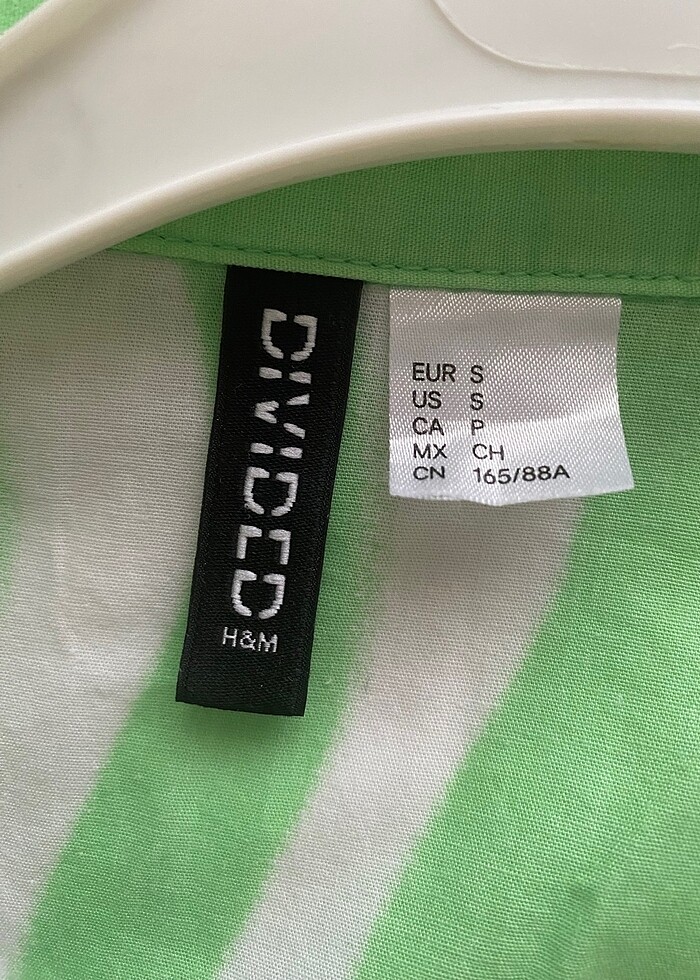 DIVIDED
H&M
EUR S
US S
CA P
MX CH
CN 165/88A